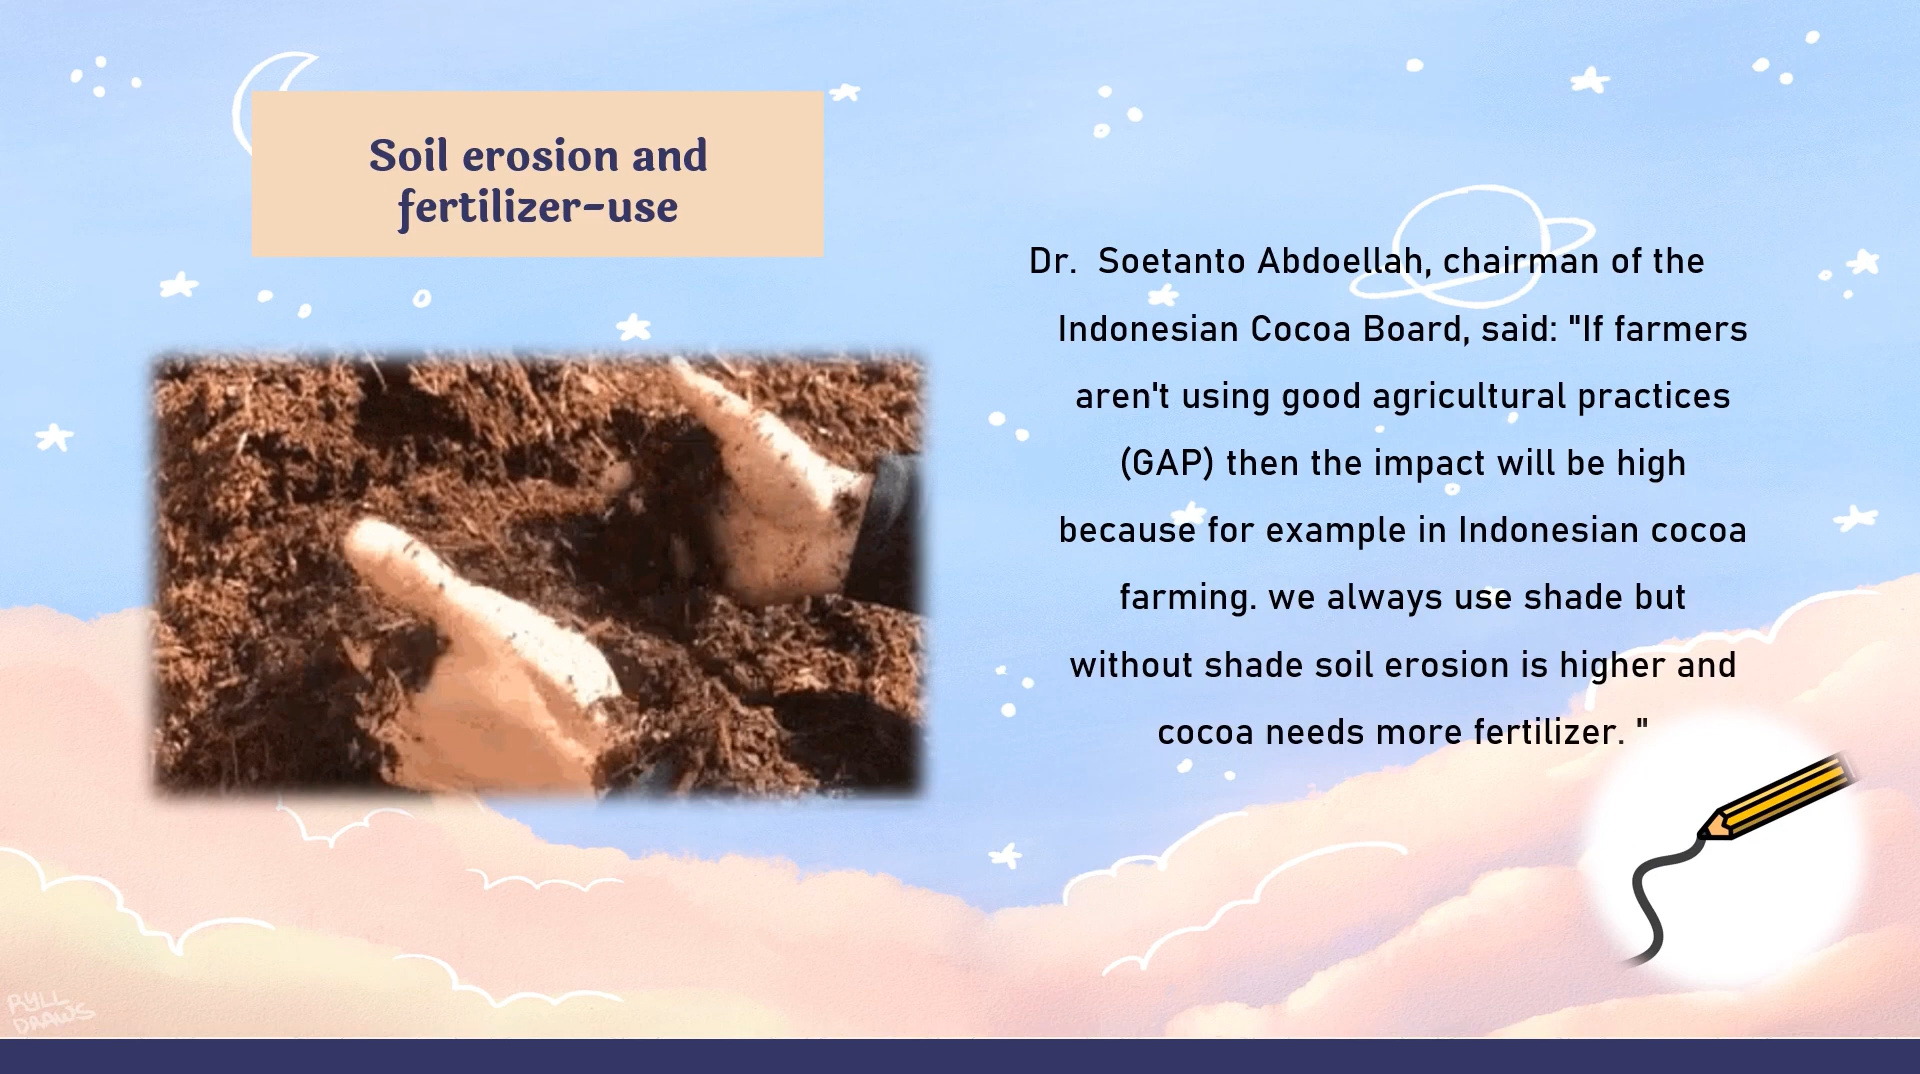 Soil erosion and
fertilizer-use
Dr.  Soetanto Abdoellah, chairman of the
Indonesian Cocoa Board, said: "If farmers
aren't using good agricultural practices
(GAP) then the impact will be high
because for example in Indonesian cocoa
farming. we always use shade but
without shade soil erosion is higher and
cocoa needs more fertilizer. "
RYLL
DRAWS